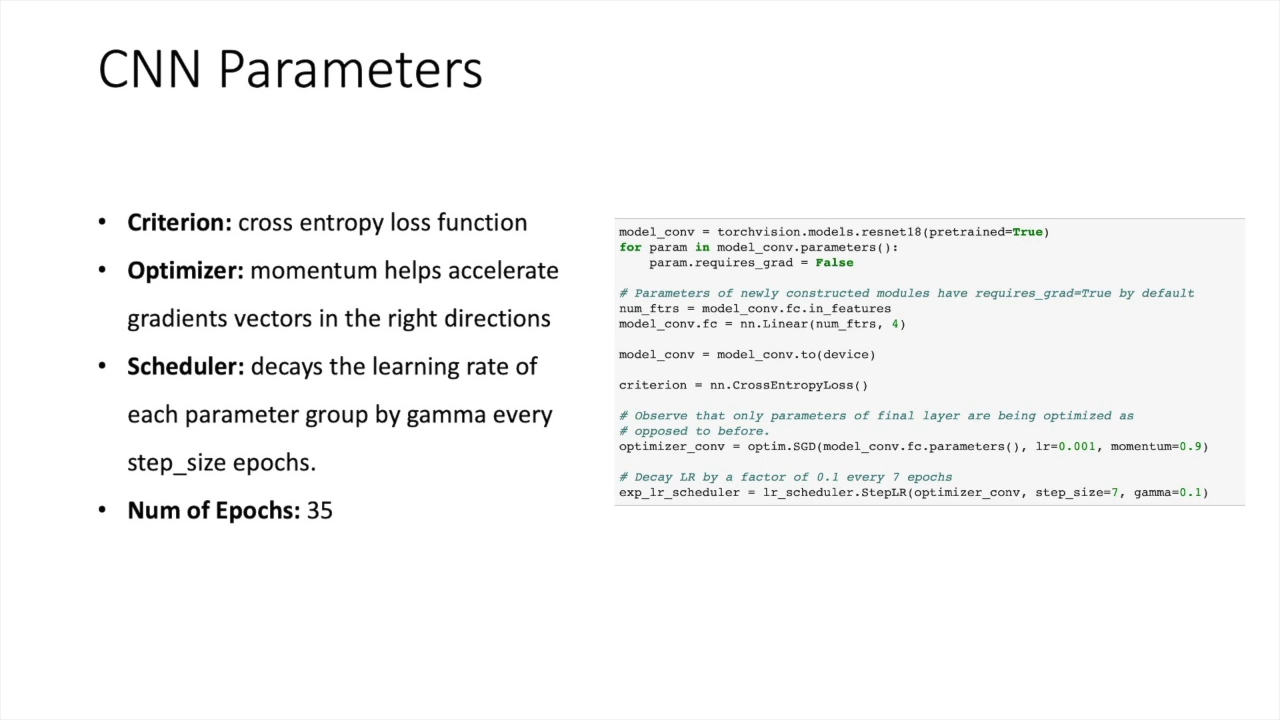 CNN Parameters
• Criterion: cross entropy loss function
• Optimizer: momentum helps accelerate
gradients vectors in the right directions
• Scheduler: decays the learning rate of
each parameter group by gamma every
step_size epochs.
• Num of Epochs: 35
model_conv = torchvision.models.resnet18(pretrained=True)
for param in model_conv.parameters():
    param.requires_grad = False
# Parameters of newly constructed modules have requires_grad=True by default
num_ftrs = model_conv.fc.in_features
model_conv.fc = nn.Linear(num_ftrs, 4)
model_conv = model_conv.to(device)
criterion = nn.CrossEntropyLoss()
# Observe that only parameters of final layer are being optimized as
# opposed to before.
optimizer_conv = optim.SGD(model_conv.fc.parameters(), lr=0.001, momentum=0.9)
# Decay LR by a factor of 0.1 every 7 epochs
exp_lr_scheduler = lr_scheduler.StepLR(optimizer_conv, step_size=7, gamma=0.1)